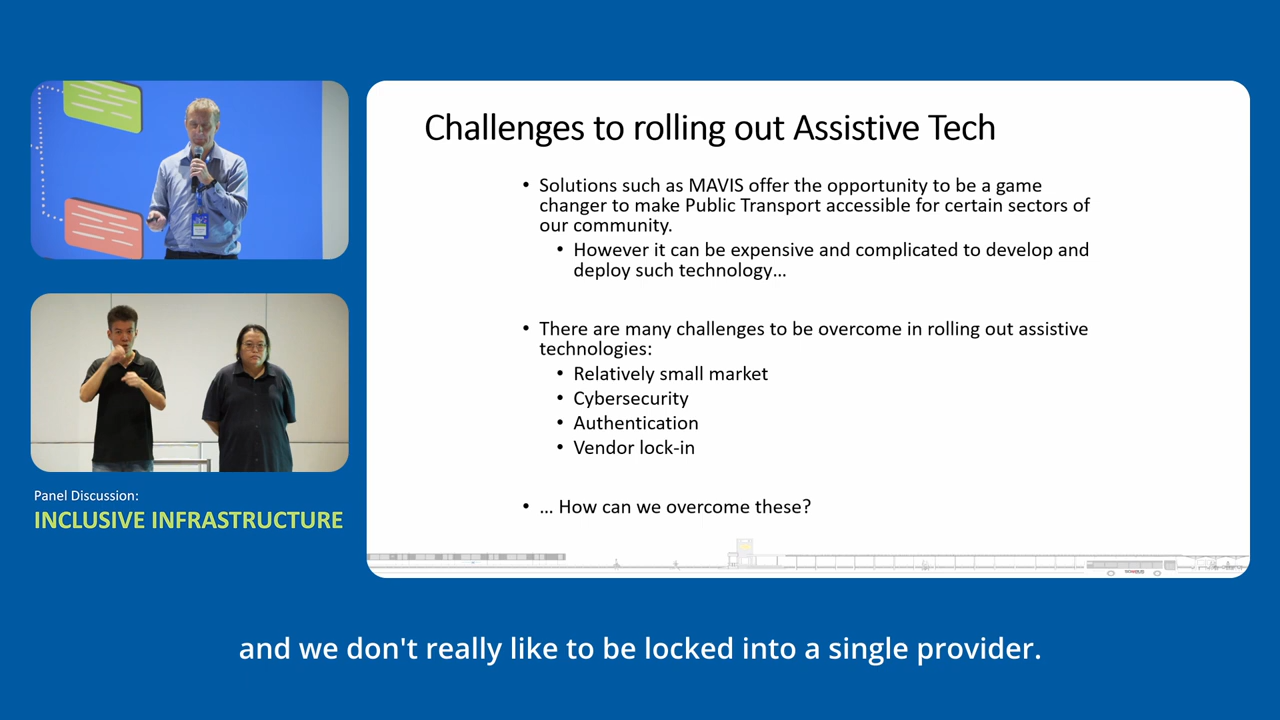 Challenges to rolling out Assistive Tech
• Solutions such as MAVIS offer the opportunity to be a game
changer to make Public Transport accessible for certain sectors of
our community.
• However it can be expensive and complicated to develop and
deploy such technology...
• There are many challenges to be overcome in rolling out assistive
technologies:
• Relatively small market
• Cybersecurity
• Authentication
• Vendor lock-in
• ... How can we overcome these?
Panel Discussion:
INCLUSIVE INFRASTRUCTURE
and we don't really like to be locked into a single provider.